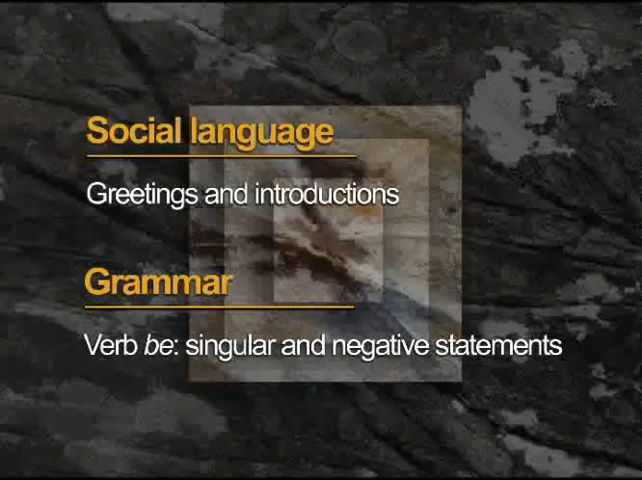 Social language
Greetings and introductions
Grammar
Verb be: singular and negative statements